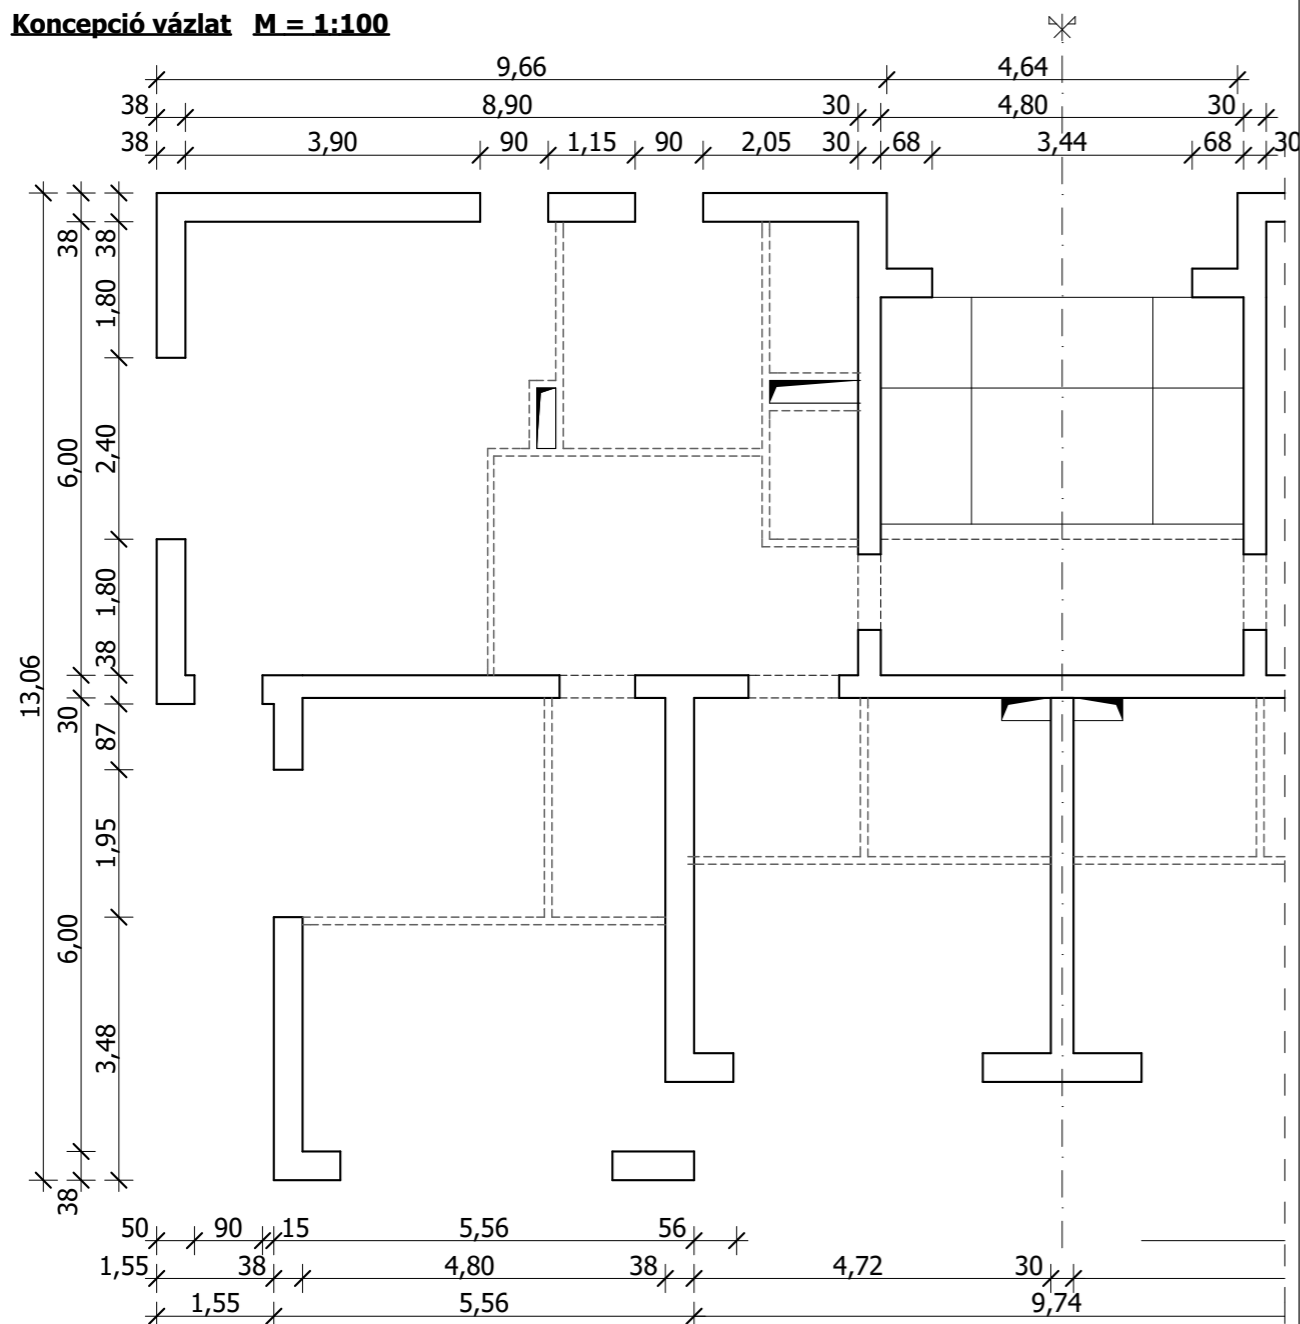 Koncepció vázlat M = 1:100
9,66 4,64
38 8,90 30 4,80 30
38 3,90 90 1,15 90 2,05 30 68 3,44 68 30
13,06
38 6,00 30 6,00 38
38 1,80 2,40 1,80 38 87 1,95 3,48
50 90 15 5,56 56
1,55 38 4,80 38 4,72 30
1,55 5,56 9,74